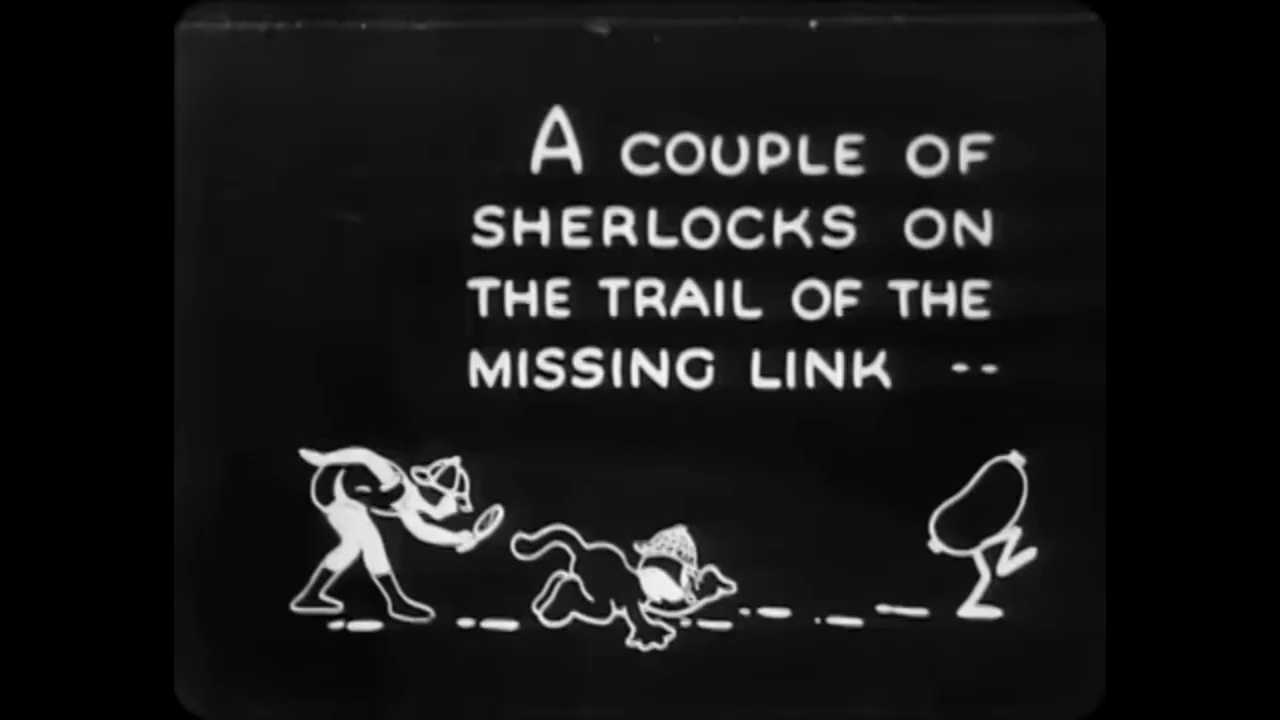 A COUPLE OF
SHERLOCKS ON
THE TRAIL OF THE
MISSING LINK --